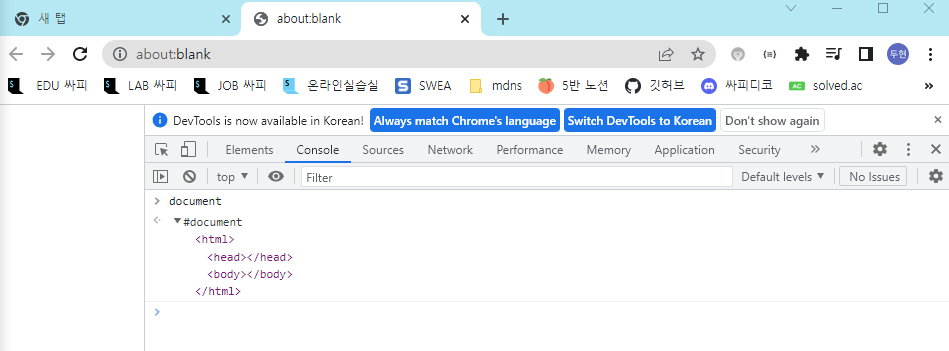 새 탭 about:blank
about:blank 두현
EDU 싸피 LAB 싸피 JOB 싸피 온라인실습실 SWEA mdns 5반 노션 깃허브 싸피디코 solved.ac »
DevTools is now available in Korean! Always match Chrome's language Switch DevTools to Korean Don't show again
Elements Console Sources Network Performance Memory Application Security »
top Filter Default levels No Issues
> document
#document
<html>
<head></head>
<body></body>
</html>
>